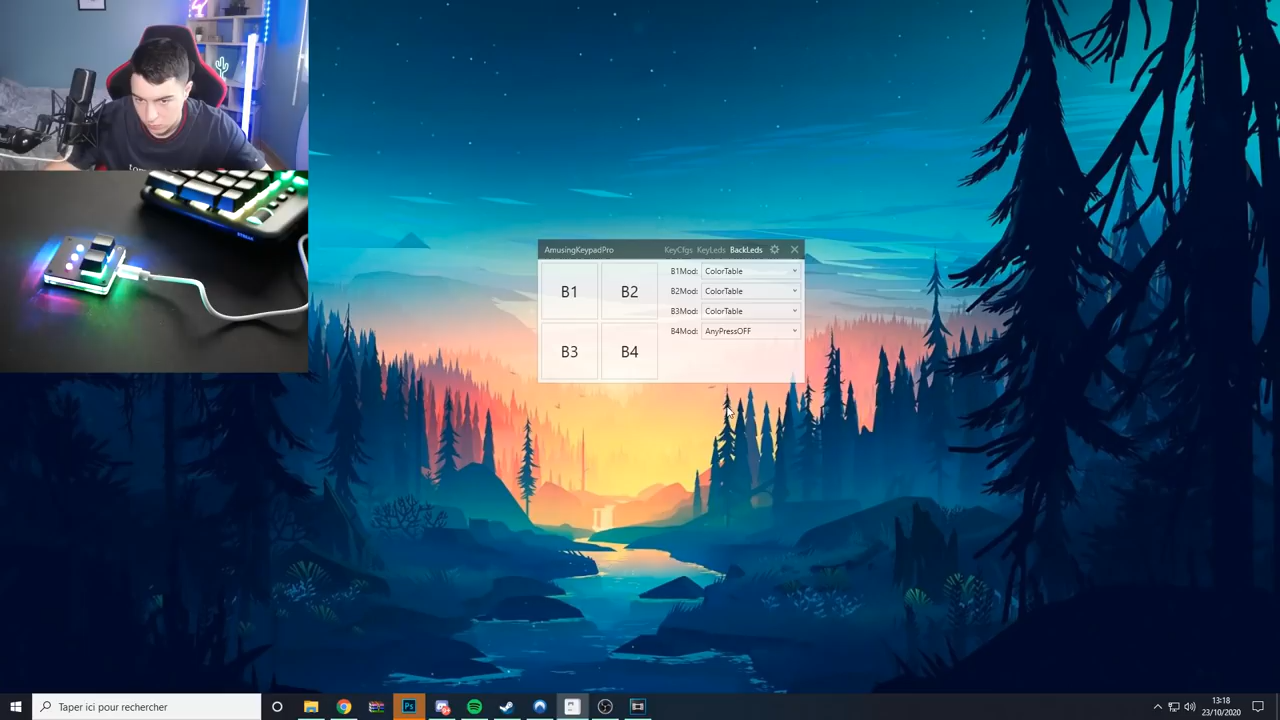 AmusingKeypadPro
KeyCfgs KeyLeds BackLeds
B1 B2
B3 B4
B1Mod: ColorTable
B2Mod: ColorTable
B3Mod: ColorTable
B4Mod: AnyPressOFF
Taper ici pour rechercher
Ps
13:18
23/10/2020